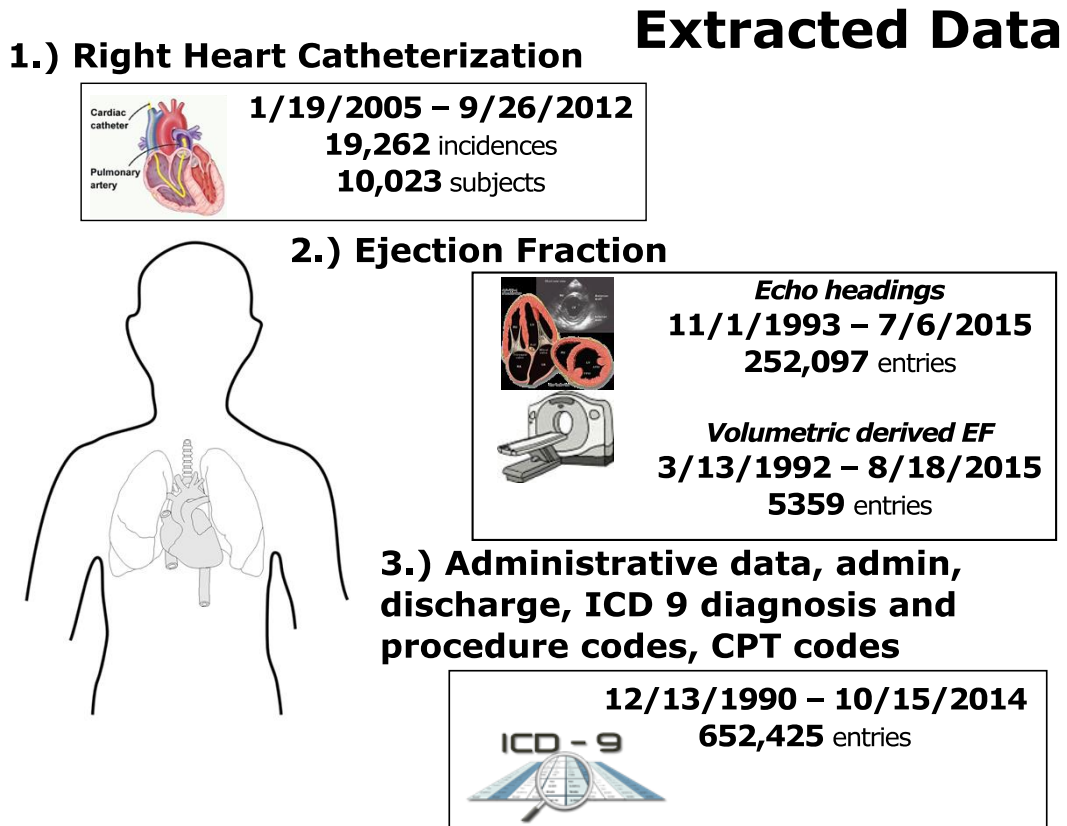 Extracted Data
1.) Right Heart Catheterization
Cardiac
catheter
Pulmonary
artery
1/19/2005 – 9/26/2012
19,262 incidences
10,023 subjects
2.) Ejection Fraction
Echo headings
11/1/1993 – 7/6/2015
252,097 entries
Volumetric derived EF
3/13/1992 – 8/18/2015
5359 entries
3.) Administrative data, admin,
discharge, ICD 9 diagnosis and
procedure codes, CPT codes
12/13/1990 – 10/15/2014
652,425 entries
ICD – 9